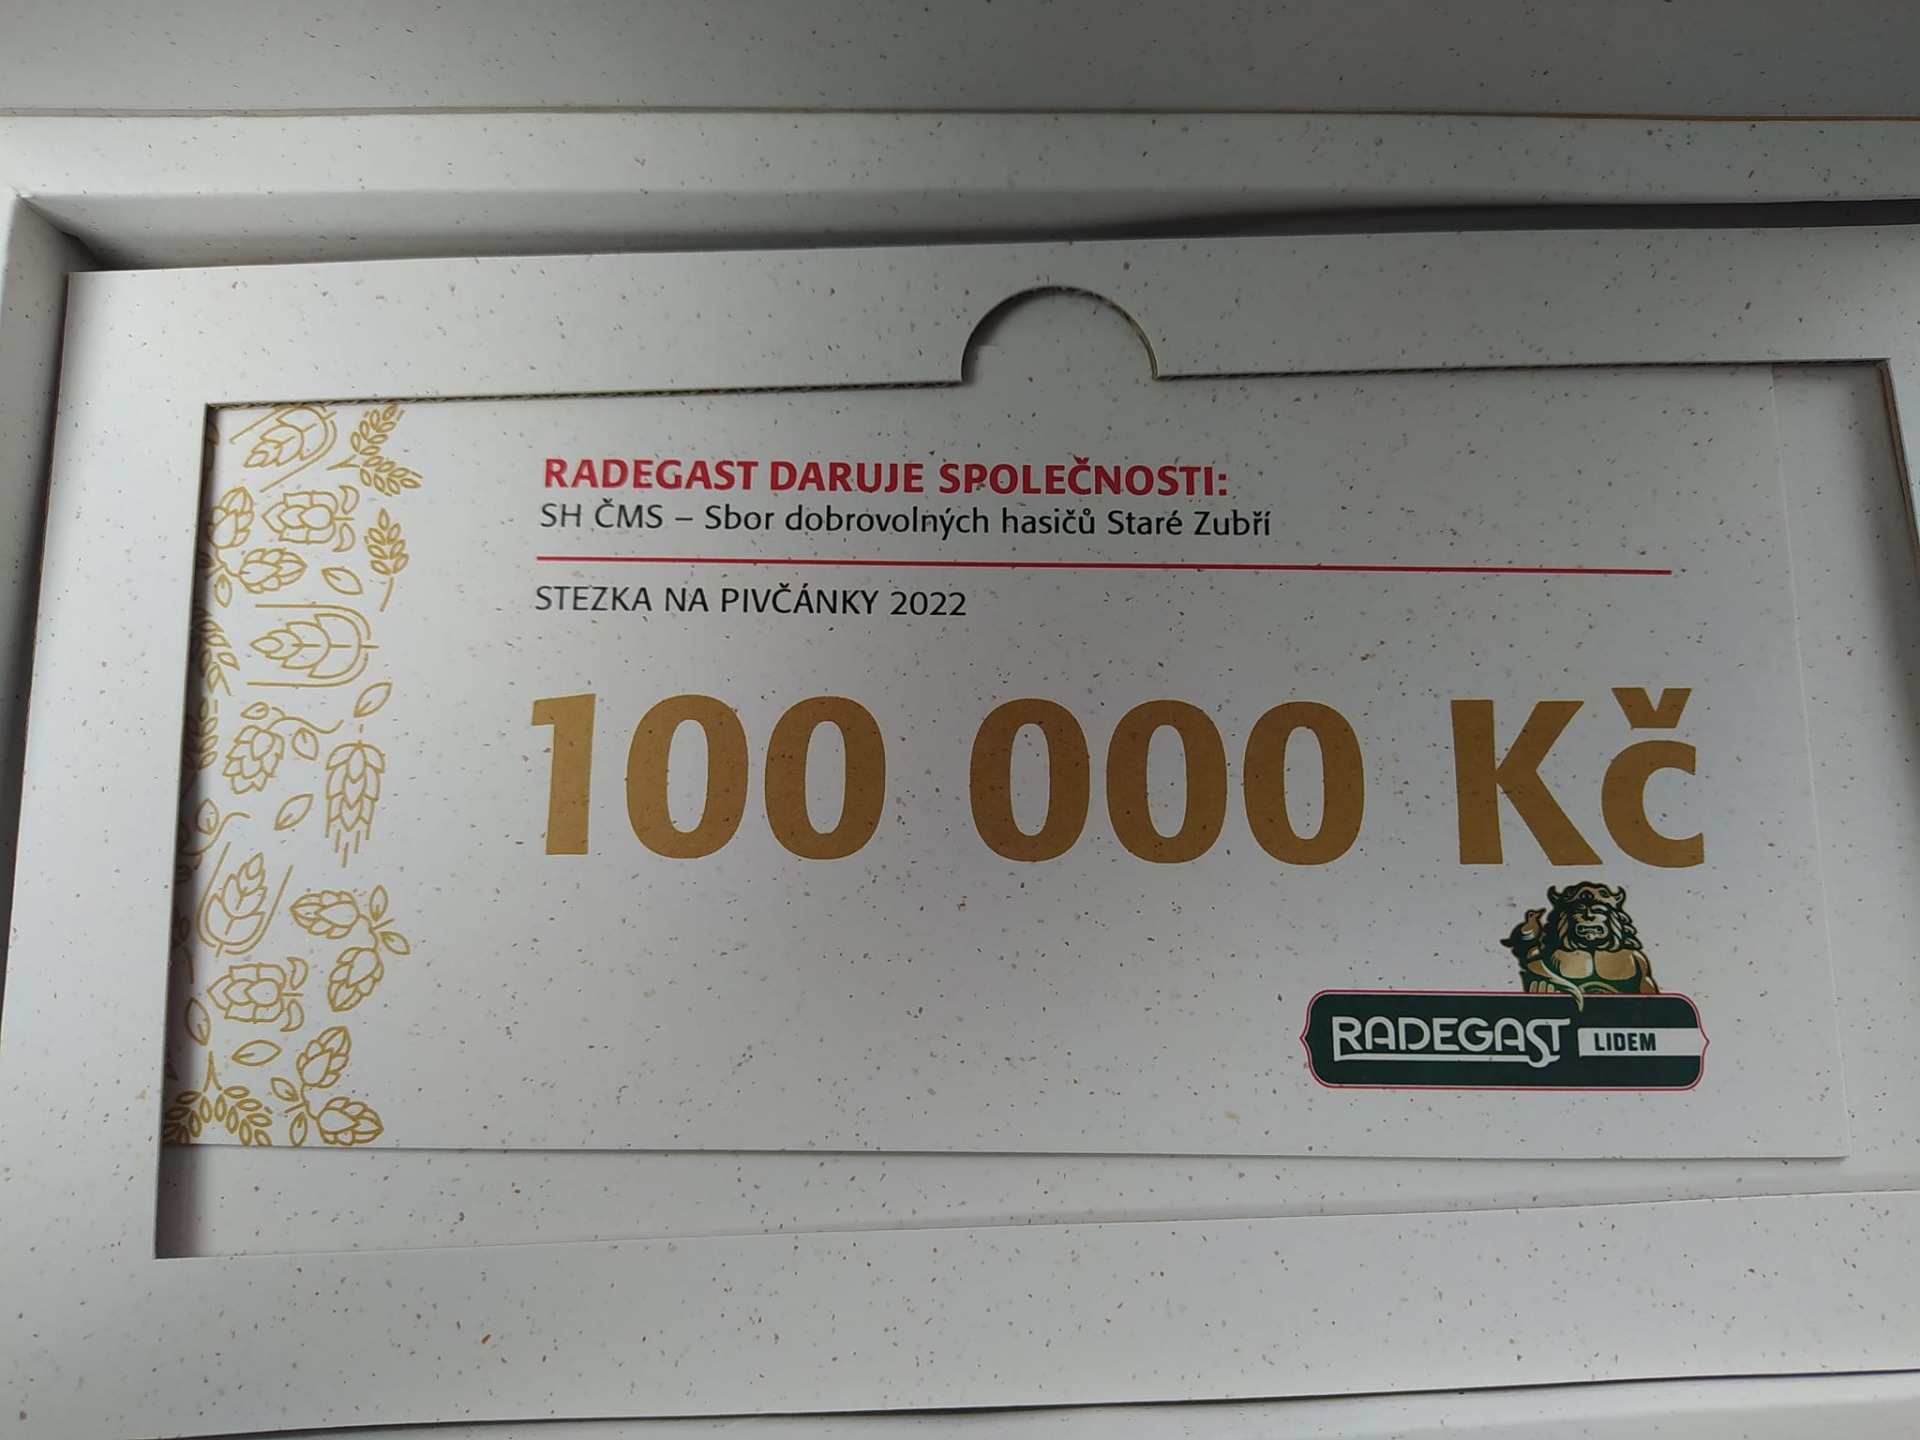 RADEGAST DARUJE SPOLEČNOSTI:
SH ČMS – Sbor dobrovolných hasičů Staré Zubří
STEZKA NA PIVČÁNKY 2022
100 000 Kč
RADEGAST LIDEM